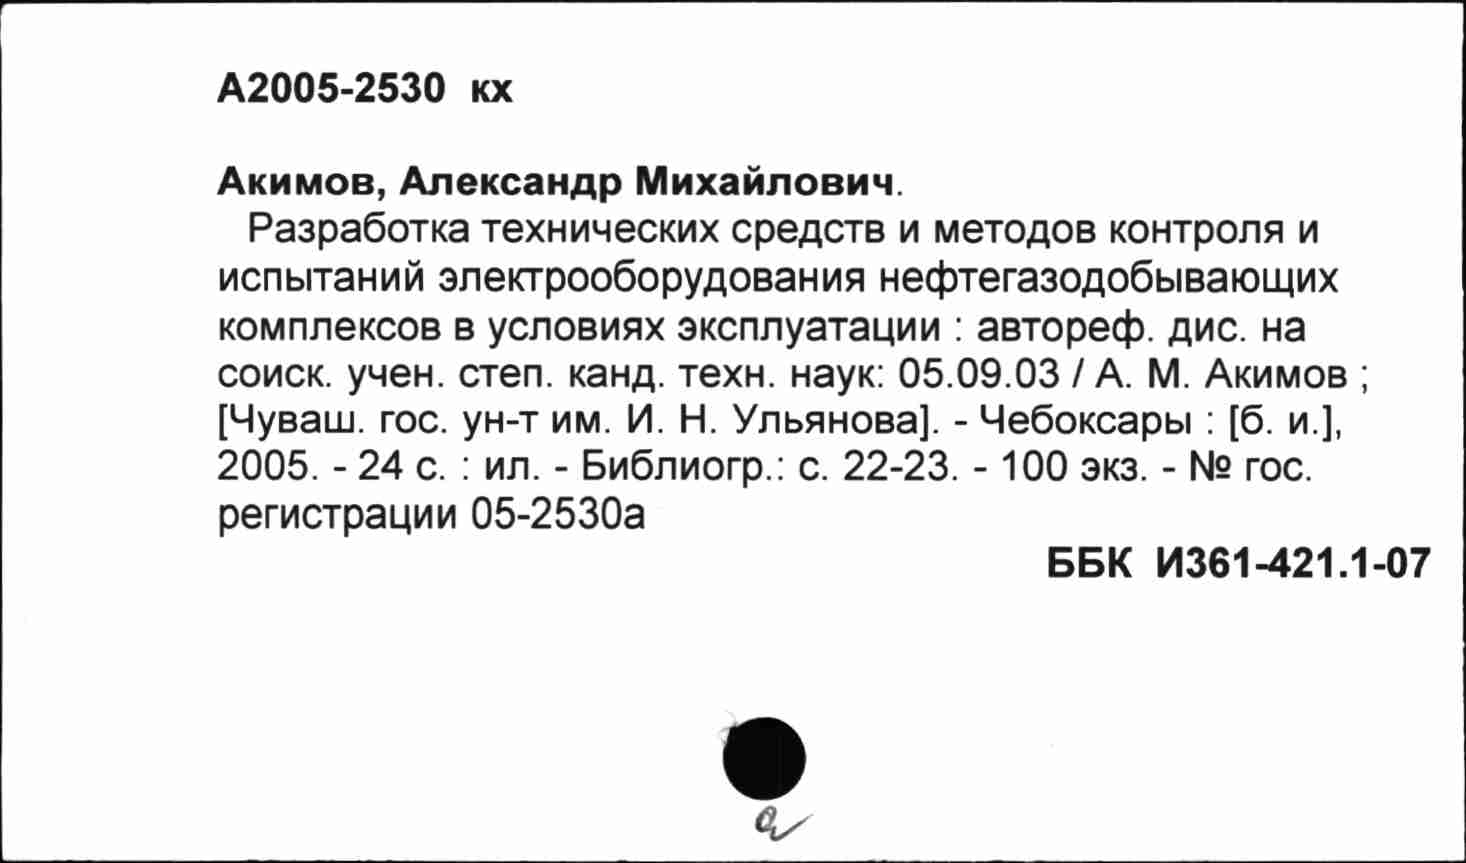 А2005-2530 кх
Акимов, Александр Михайлович.
Разработка технических средств и методов контроля и
испытаний электрооборудования нефтегазодобывающих
комплексов в условиях эксплуатации : автореф. дис. на
соиск. учен. степ. канд. техн. наук: 05.09.03 / А. М. Акимов ;
[Чуваш. гос. ун-т им. И. Н. Ульянова]. - Чебоксары : [б. и.],
2005. - 24 с. : ил. - Библиогр.: с. 22-23. - 100 экз. - № гос.
регистрации 05-2530а
ББК И361-421.1-07